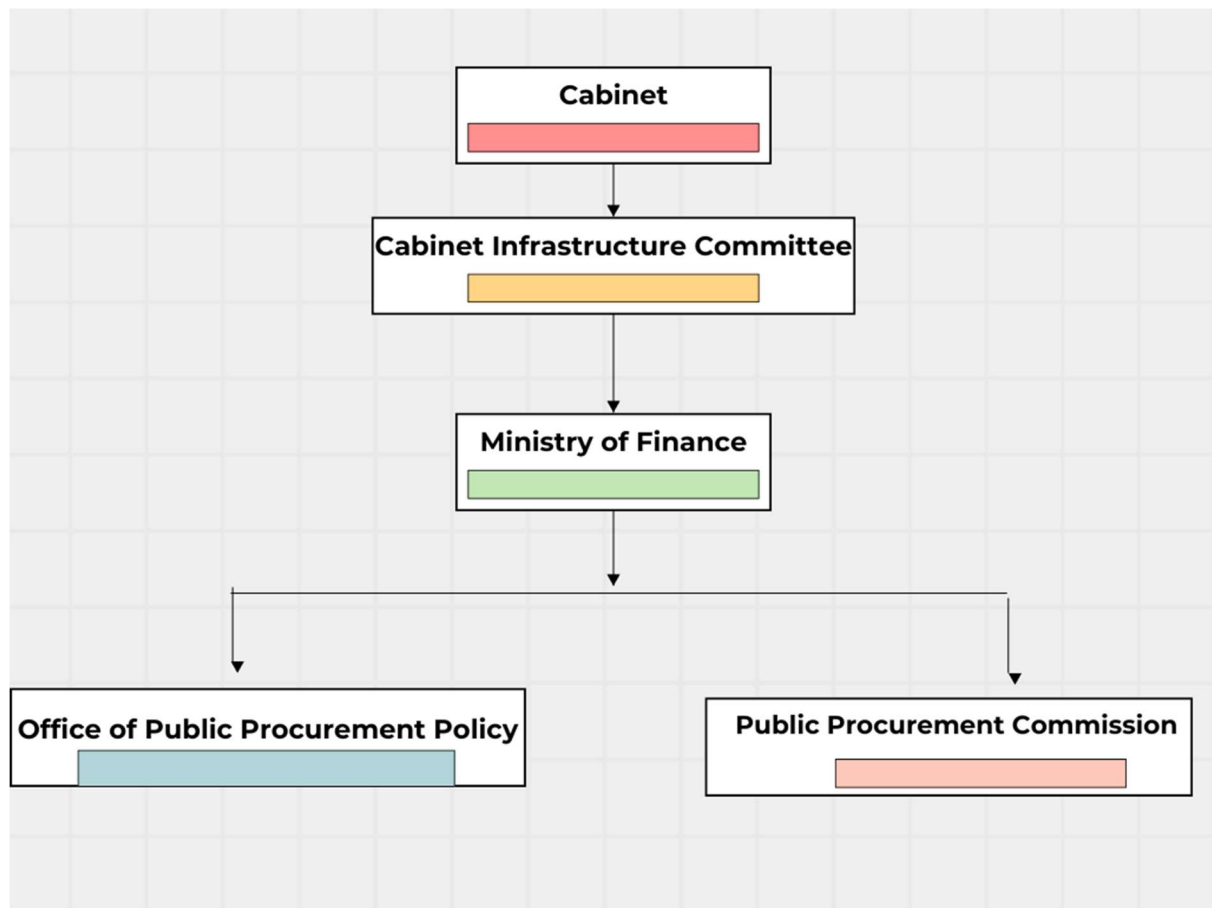 Cabinet
Cabinet Infrastructure Committee
Ministry of Finance
Office of Public Procurement Policy
Public Procurement Commission